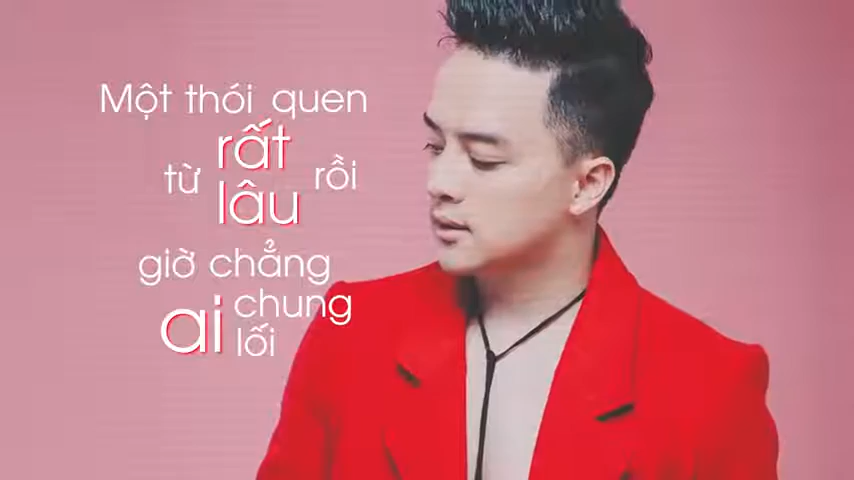 Một thói quen
từ rất lâu rồi
giờ chẳng
ai chung lối